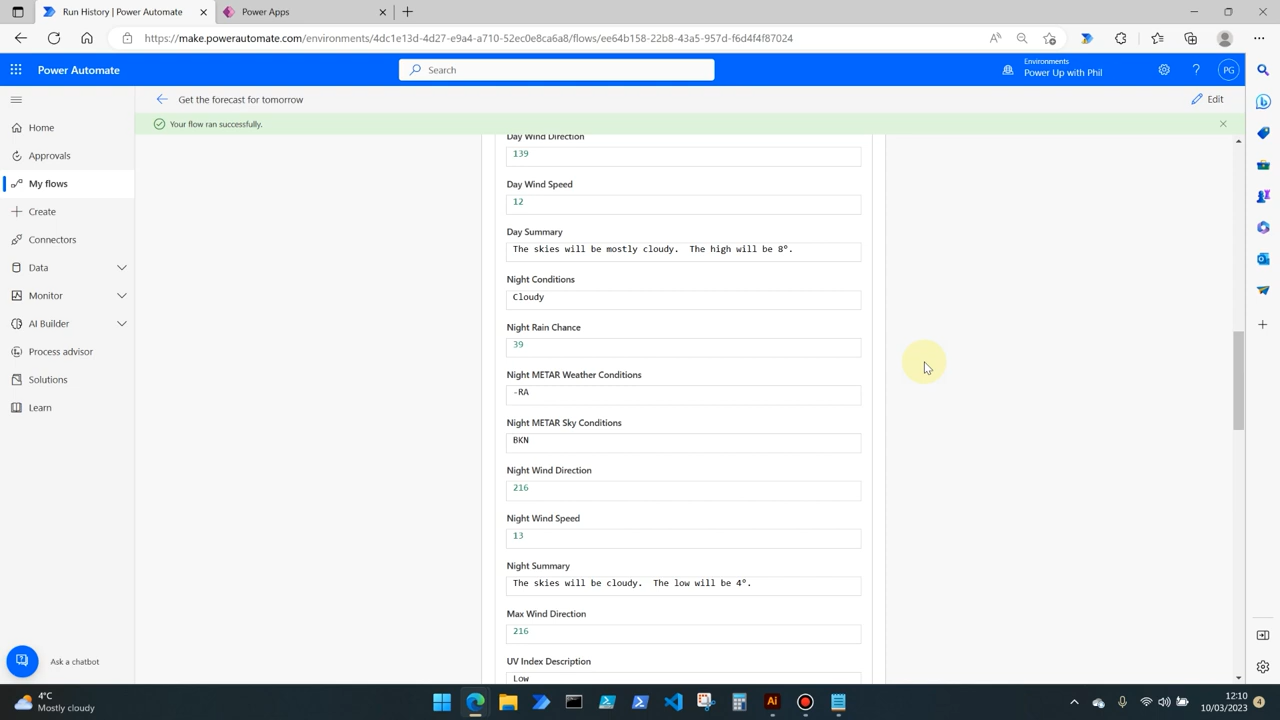 Run History | Power Automate
Power Apps
https://make.powerautomate.com/environments/4dc1e13d-4d27-e9a4-a710-52ec0e8ca6a8/flows/ee64b158-22b8-43a5-957d-f6d4f4f87024
Power Automate
Search
Environments
Power Up with Phil
PG
Get the forecast for tomorrow
Edit
Your flow ran successfully.
Home
Approvals
My flows
Create
Connectors
Data
Monitor
AI Builder
Process advisor
Solutions
Learn
Day Wind Direction
139
Day Wind Speed
12
Day Summary
The skies will be mostly cloudy.  The high will be 8°.
Night Conditions
Cloudy
Night Rain Chance
39
Night METAR Weather Conditions
-RA
Night METAR Sky Conditions
BKN
Night Wind Direction
216
Night Wind Speed
13
Night Summary
The skies will be cloudy.  The low will be 4°.
Max Wind Direction
216
UV Index Description
Low
Ask a chatbot
4°C
Mostly cloudy
Ai
12:10
10/03/2023
4